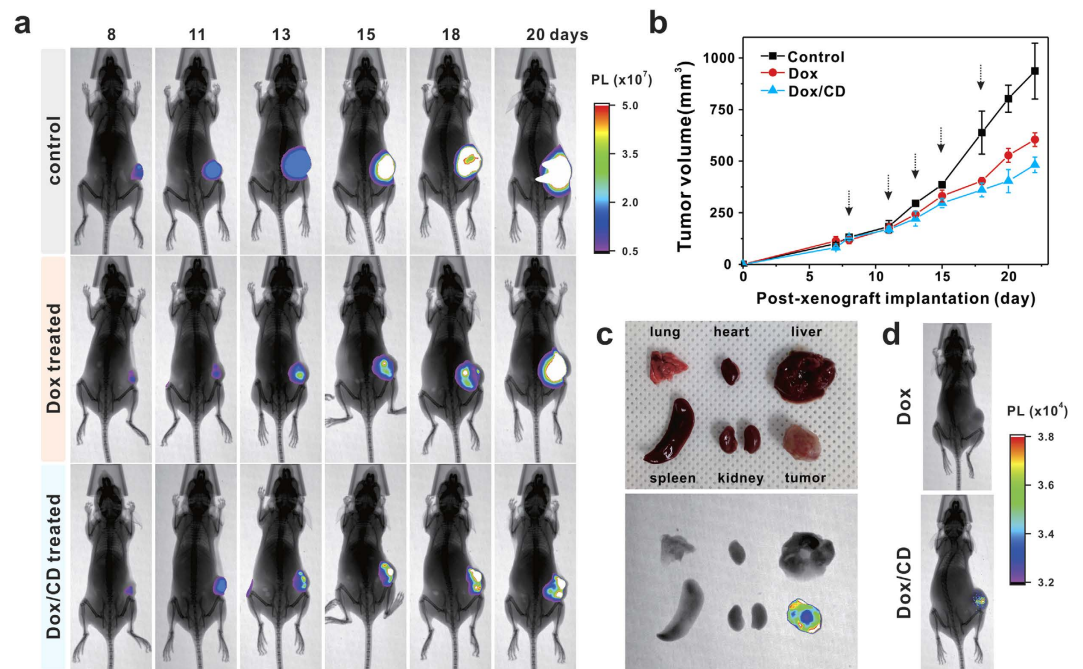 a
8 11 13 15 18 20 days
control
Dox treated
Dox/CD treated
PL (x10⁷)
5.0
3.5
2.0
0.5
b
Tumor volume(mm³)
1000
750
500
250
0
Control
Dox
Dox/CD
0 5 10 15 20
Post-xenograft implantation (day)
c
lung heart liver
spleen kidney tumor
d
Dox
Dox/CD
PL (x10⁴)
3.8
3.6
3.4
3.2